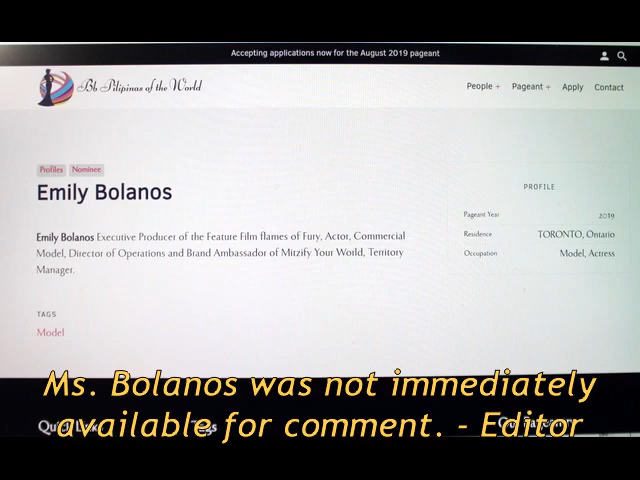 Accepting applications now for the August 2019 pageant
Bb Pilipinas of the World
People + Pageant + Apply Contact
Profiles Nominee
Emily Bolanos
Emily Bolanos Executive Producer of the Feature Film flames of Fury, Actor, Commercial
Model, Director of Operations and Brand Ambassador of Mitzify Your World, Territory
Manager.
TAGS
Model
PROFILE
Pageant Year 2019
Residence TORONTO, Ontario
Occupation Model, Actress
Ms. Bolanos was not immediately
available for comment. - Editor
Tags